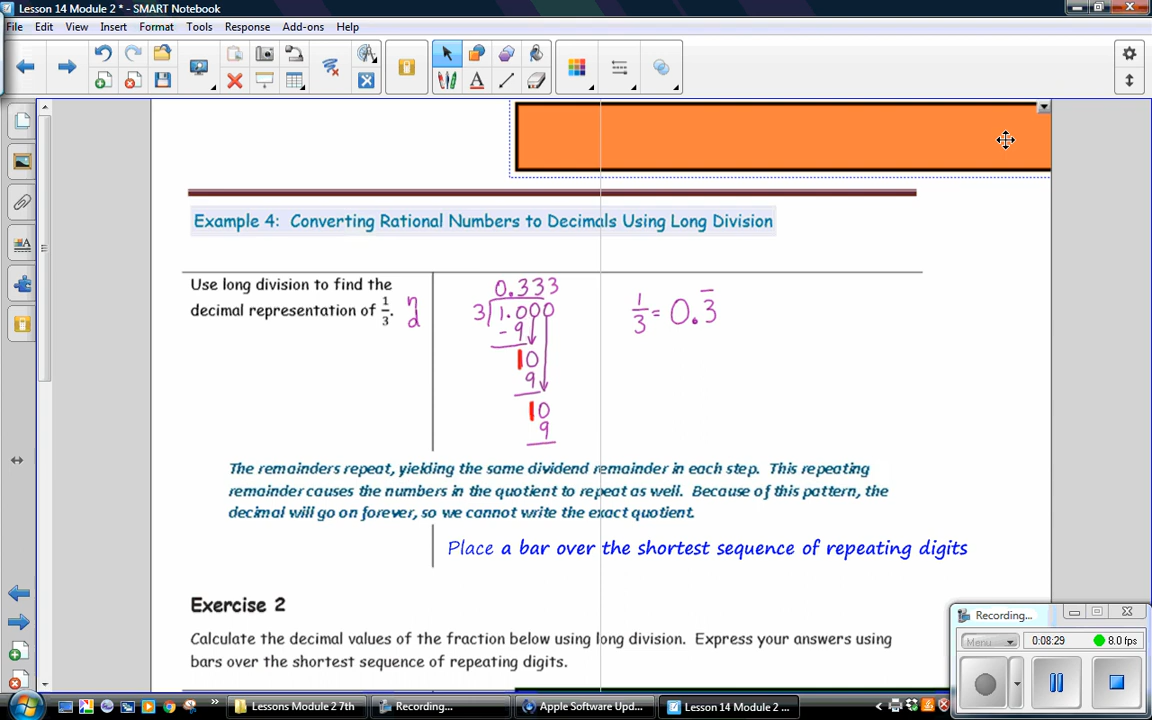 Lesson 14 Module 2 * - SMART Notebook
File Edit View Insert Format Tools Response Add-ons Help
Example 4: Converting Rational Numbers to Decimals Using Long Division
Use long division to find the
decimal representation of 1/3. n/d
0.333
3 1.000
-9
10
9
10
9
1/3 = 0.3̅
The remainders repeat, yielding the same dividend remainder in each step. This repeating
remainder causes the numbers in the quotient to repeat as well. Because of this pattern, the
decimal will go on forever, so we cannot write the exact quotient.
Place a bar over the shortest sequence of repeating digits
Exercise 2
Calculate the decimal values of the fraction below using long division. Express your answers using
bars over the shortest sequence of repeating digits.
Recording...
Menu 0:08:29 8.0 fps
Lessons Module 2 7th Recording... Apple Software Upd... Lesson 14 Module 2 ... 7:06 PM